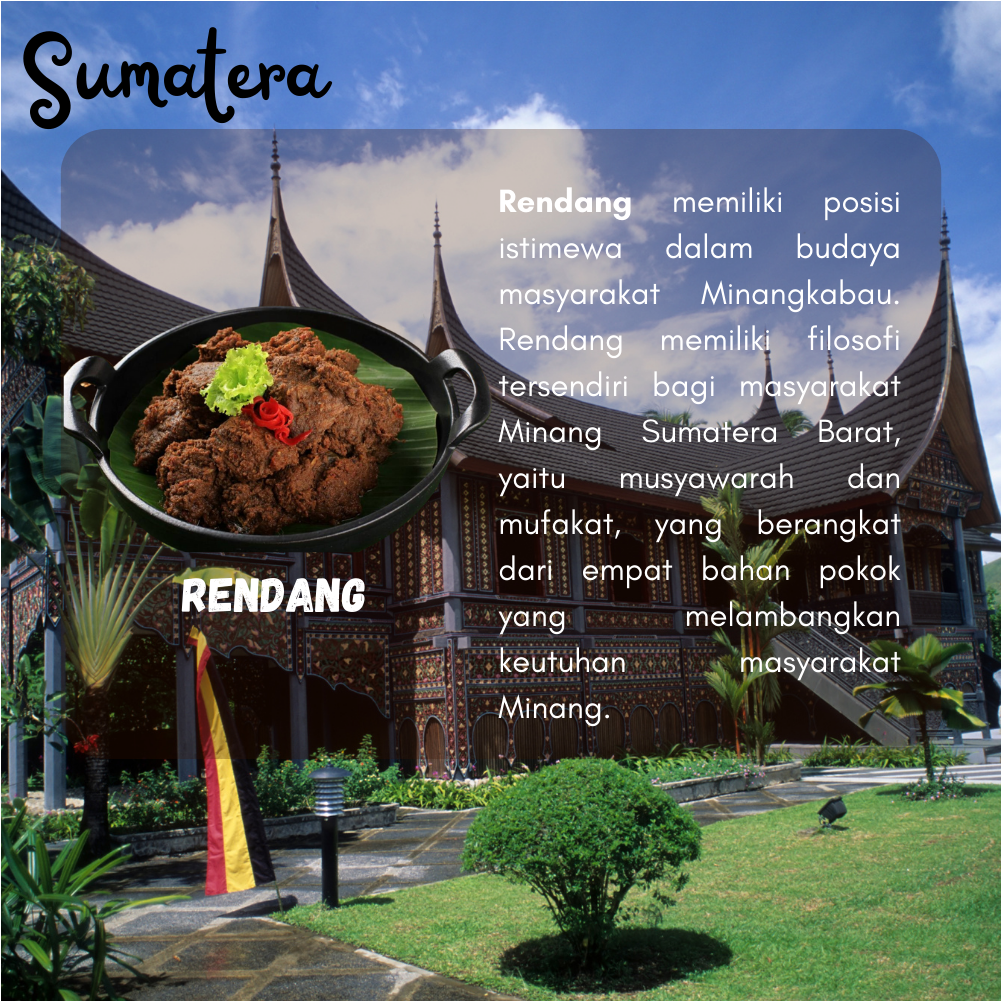 Sumatera
Rendang memiliki posisi
istimewa dalam budaya
masyarakat Minangkabau.
Rendang memiliki filosofi
tersendiri bagi masyarakat
Minang Sumatera Barat,
yaitu musyawarah dan
mufakat, yang berangkat
dari empat bahan pokok
yang melambangkan
keutuhan masyarakat
Minang.
RENDANG